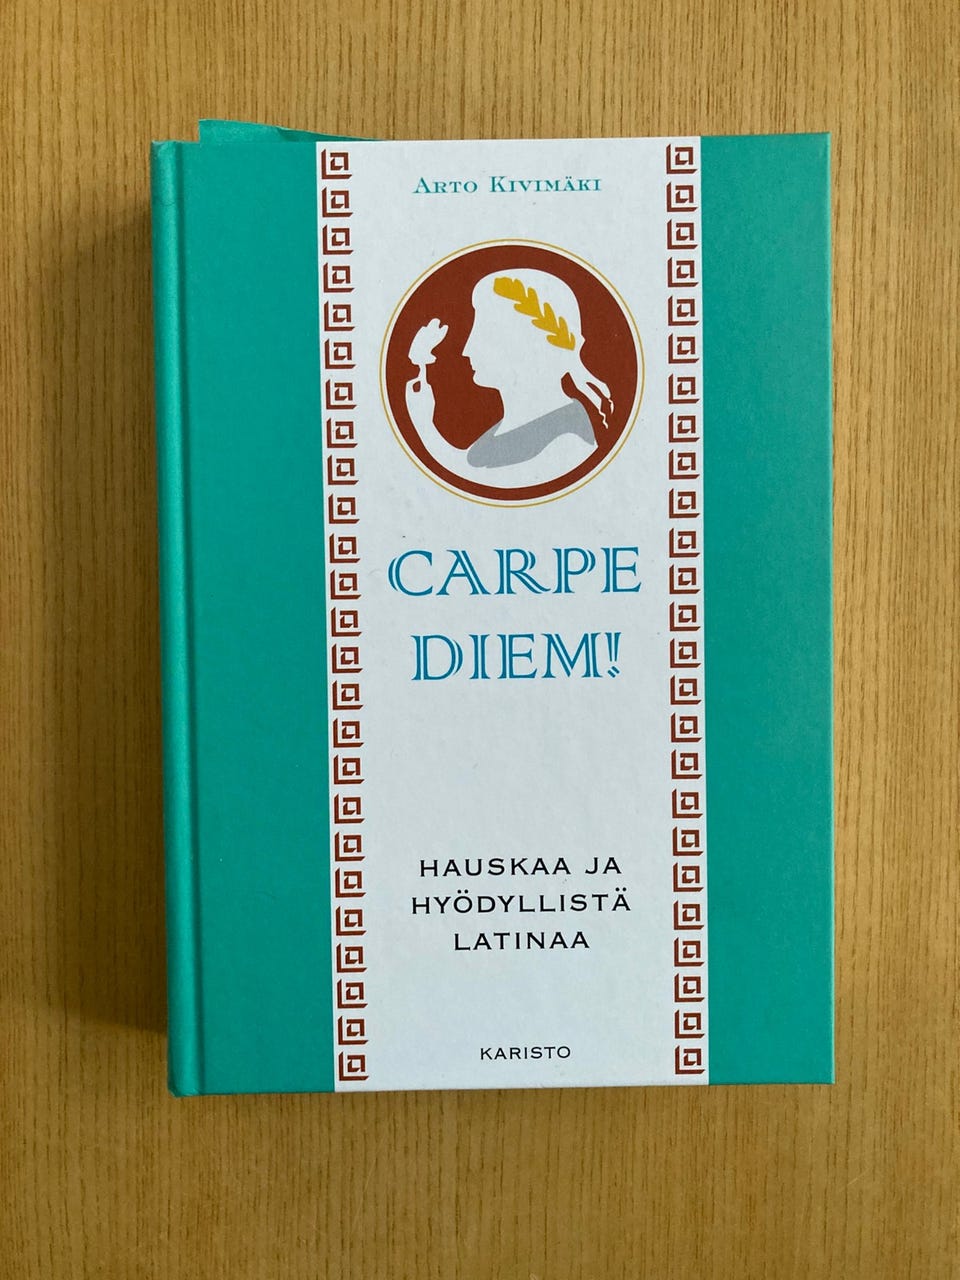 ARTO KIVIMÄKI
CARPE
DIEM!
HAUSKAA JA
HYÖDYLLISTÄ
LATINAA
KARISTO